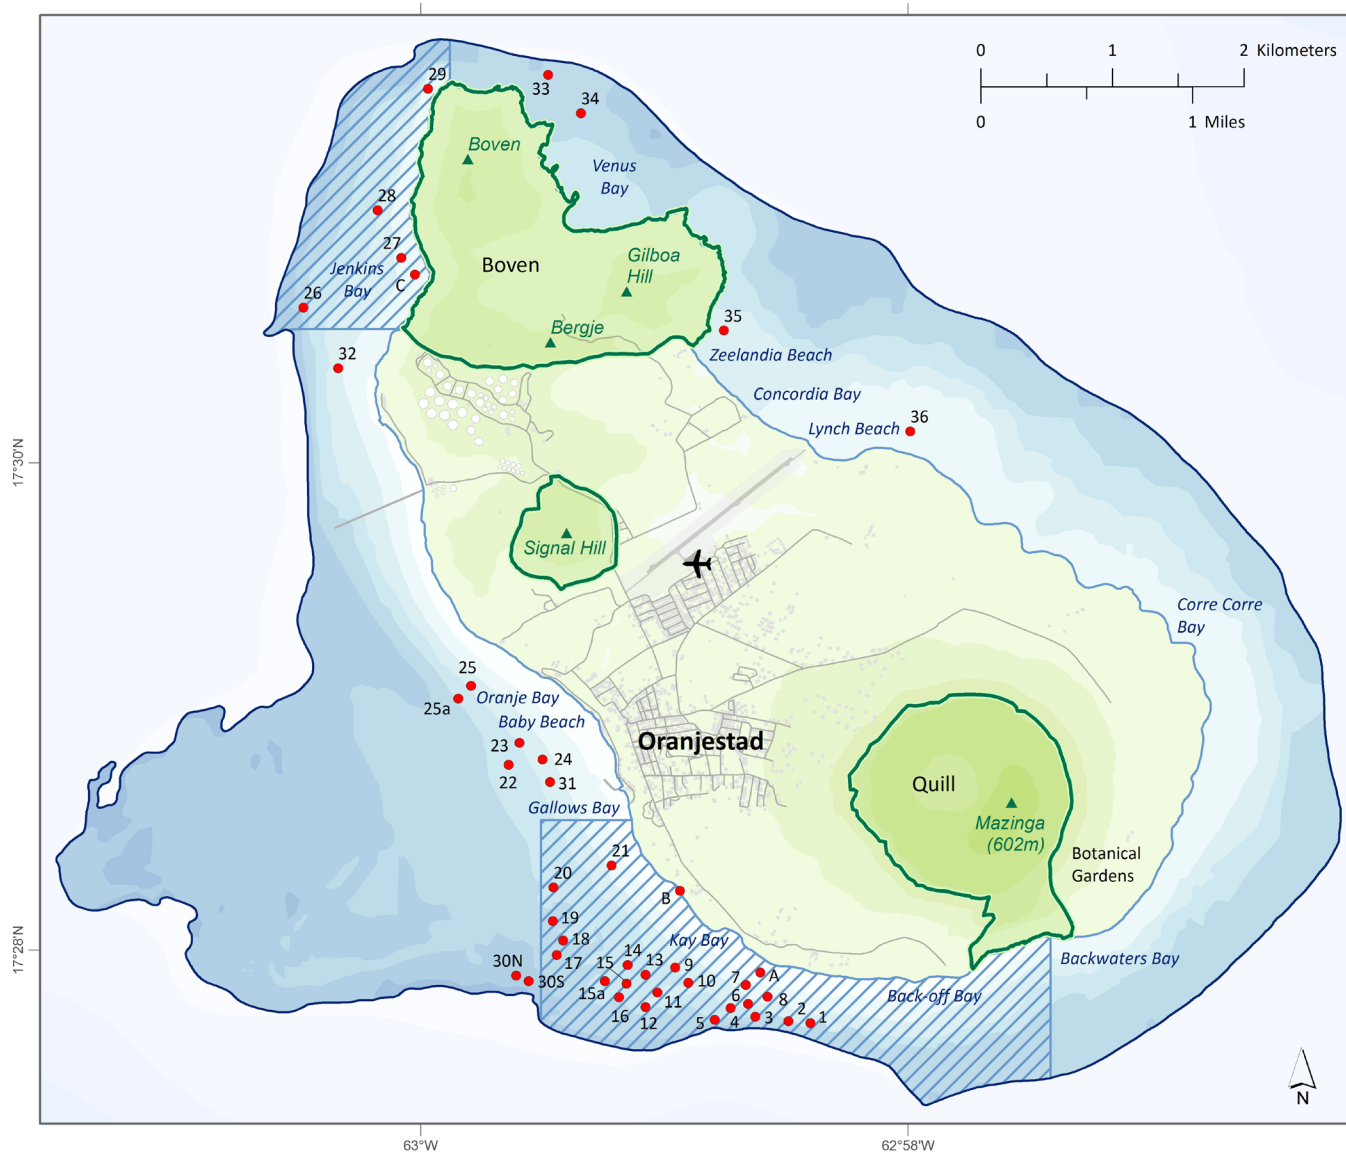 0 1 2 Kilometers
0 1 Miles
29
33
34
Boven
Venus
Bay
28
27
Jenkins
Bay
C
26
Boven
Gilboa
Hill
Bergje
35
32
Zeelandia Beach
Concordia Bay
Lynch Beach
36
17°30'N
Signal Hill
Corre Corre
Bay
25
25a
Oranje Bay
Baby Beach
23
24
22
31
Gallows Bay
Oranjestad
Quill
Mazinga
(602m)
Botanical
Gardens
21
20
B
19
18
17
Kay Bay
17°28'N
30N
30S
15
14
13
9
10
15a
11
16
12
7
A
6
8
5
4
3
2
1
Back-off Bay
Backwaters Bay
N
63°W
62°58'W